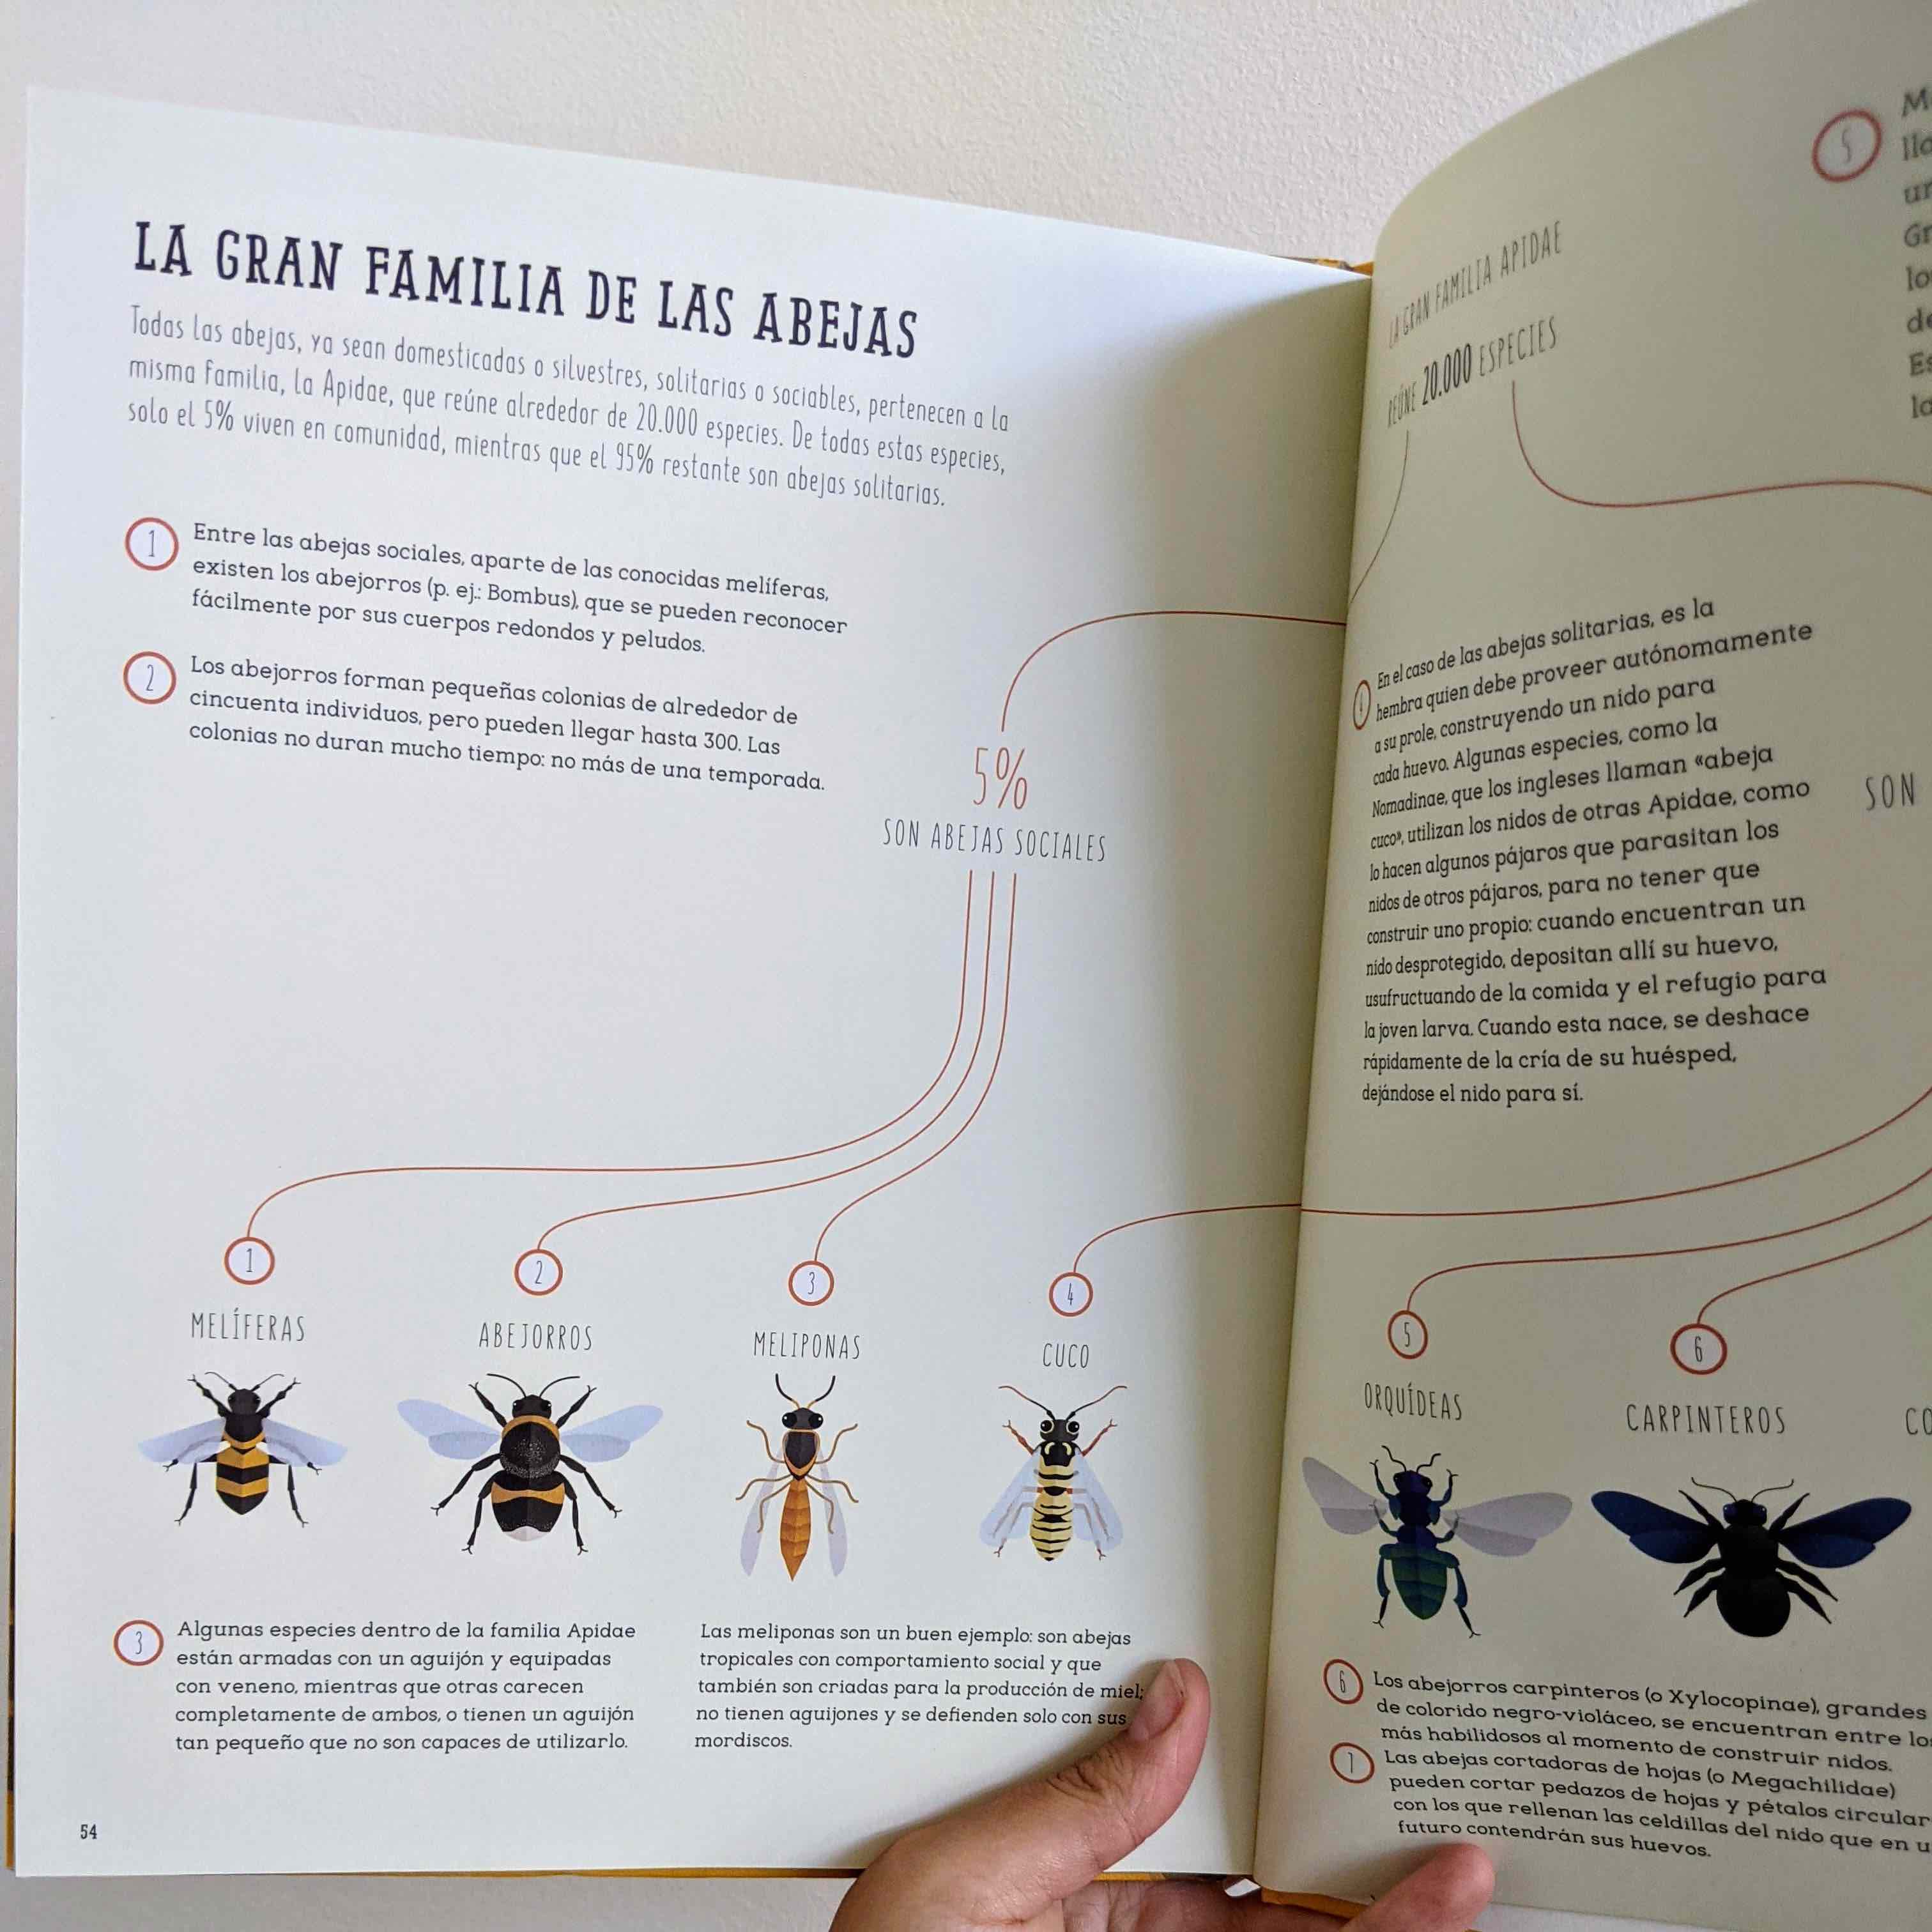 LA GRAN FAMILIA DE LAS ABEJAS
Todas las abejas, ya sean domesticadas o silvestres, solitarias o sociables, pertenecen a la
misma familia, la Apidae, que reúne alrededor de 20.000 especies. De todas estas especies,
solo el 5% viven en comunidad, mientras que el 95% restante son abejas solitarias.
1
Entre las abejas sociales, aparte de las conocidas melíferas,
existen los abejorros (p. ej.: Bombus), que se pueden reconocer
fácilmente por sus cuerpos redondos y peludos.
2
Los abejorros forman pequeñas colonias de alrededor de
cincuenta individuos, pero pueden llegar hasta 300. Las
colonias no duran mucho tiempo: no más de una temporada.
5%
SON ABEJAS SOCIALES
1
MELÍFERAS
2
ABEJORROS
3
MELIPONAS
4
CUCO
3
Algunas especies dentro de la familia Apidae
están armadas con un aguijón y equipadas
con veneno, mientras que otras carecen
completamente de ambos, o tienen un aguijón
tan pequeño que no son capaces de utilizarlo.
Las meliponas son un buen ejemplo: son abejas
tropicales con comportamiento social y que
también son criadas para la producción de miel;
no tienen aguijones y se defienden solo con sus
mordiscos.
54
LA GRAN FAMILIA APIDAE
REÚNE 20.000 ESPECIES
5
4
En el caso de las abejas solitarias, es la
hembra quien debe proveer autónomamente
a su prole, construyendo un nido para
cada huevo. Algunas especies, como la
Nomadinae, que los ingleses llaman «abeja
cuco», utilizan los nidos de otras Apidae, como
lo hacen algunos pájaros que parasitan los
nidos de otros pájaros, para no tener que
construir uno propio: cuando encuentran un
nido desprotegido, depositan allí su huevo,
usufructuando de la comida y el refugio para
la joven larva. Cuando esta nace, se deshace
rápidamente de la cría de su huésped,
dejándose el nido para sí.
SON
5
ORQUÍDEAS
6
CARPINTEROS
6
Los abejorros carpinteros (o Xylocopinae), grandes
de colorido negro-violáceo, se encuentran entre
más habilidosos al momento de construir nidos.
7
Las abejas cortadoras de hojas (o Megachilidae)
pueden cortar pedazos de hojas y pétalos
con los que rellenan las celdillas del nido que en
futuro contendrán sus huevos.